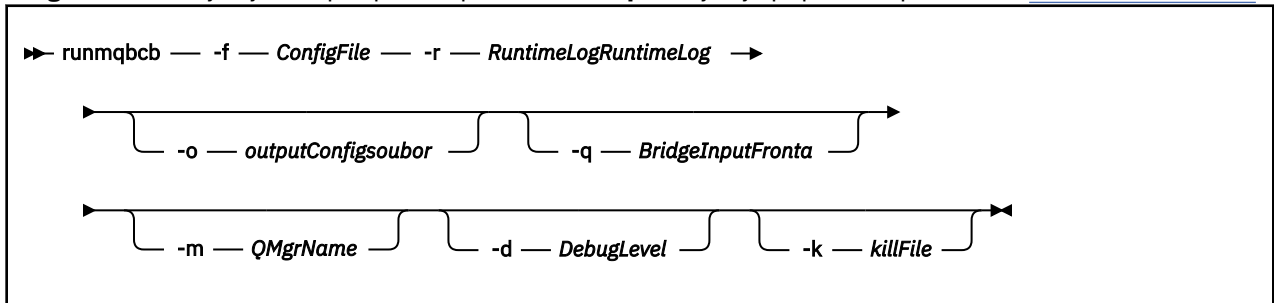 runmqbcb -f ConfigFile -r RuntimeLogRuntimeLog
-o outputConfigsoubor -q BridgeInputFronta
-m QMgrName -d DebugLevel -k killFile